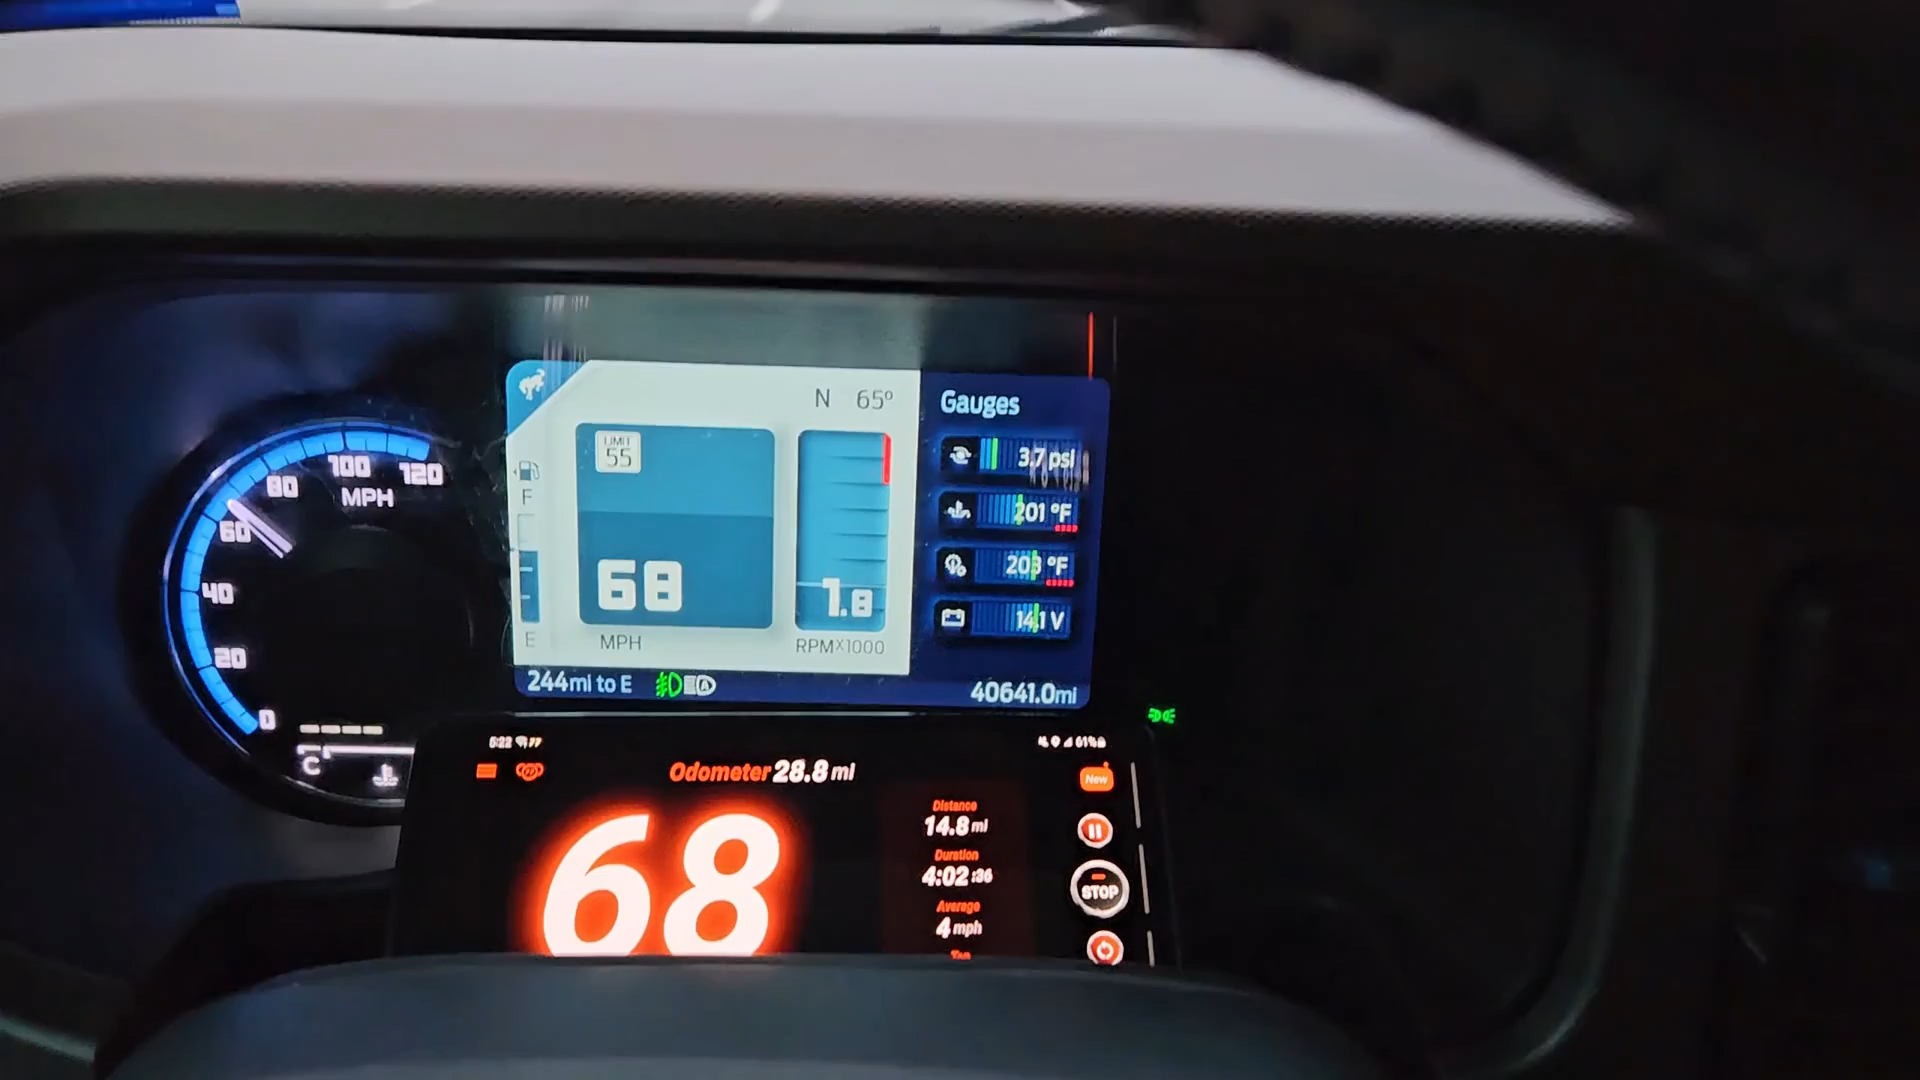 100
120
80
MPH
60
40
20
0
C
N 65°
LIMIT
55
F
E
68
MPH
1.8
RPMX1000
Gauges
3.7 psi
201 °F
203 °F
14.1 V
244mi to E
A
40641.0mi
5:22
61%
Odometer 28.8 mi
New
68
Distance
14.8 mi
Duration
4:02:36
STOP
Average
4 mph